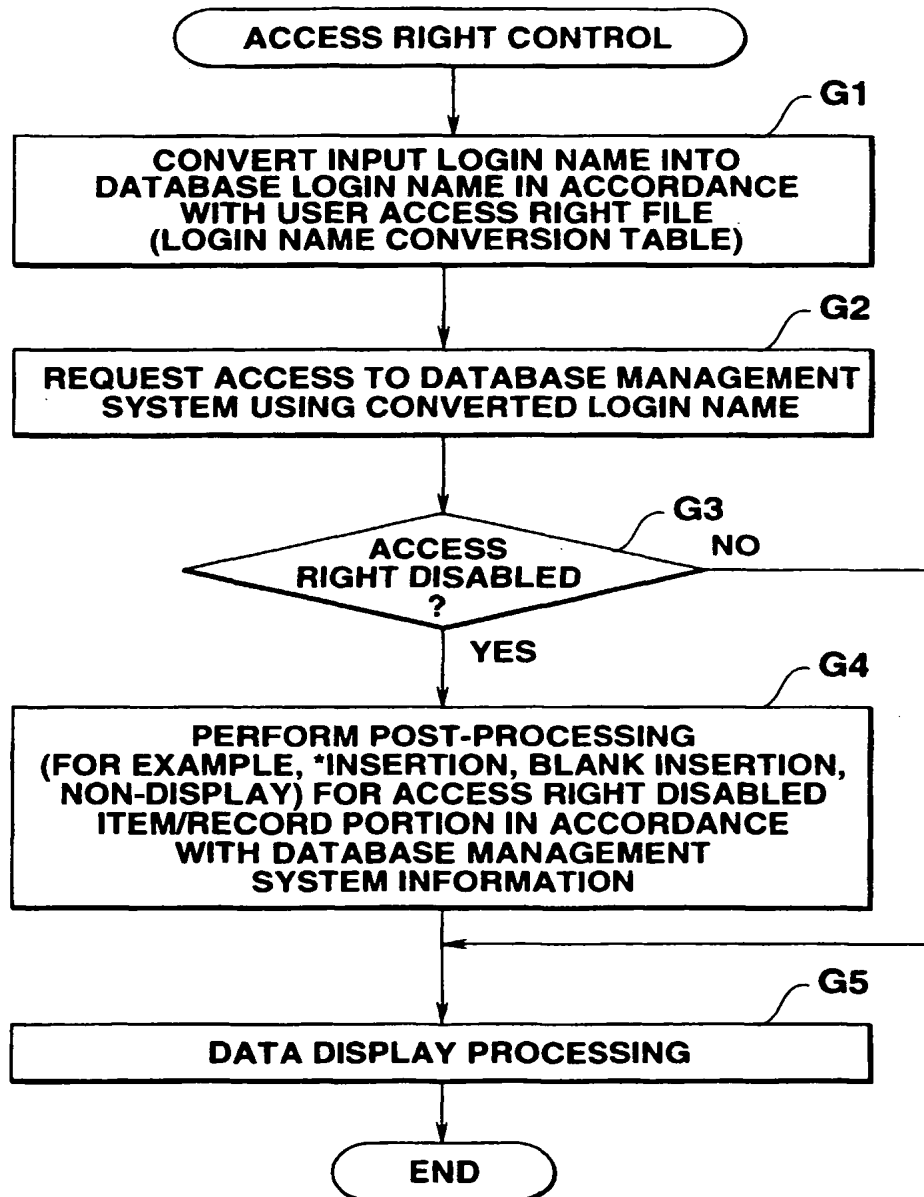 ACCESS RIGHT CONTROL
G1
CONVERT INPUT LOGIN NAME INTO
DATABASE LOGIN NAME IN ACCORDANCE
WITH USER ACCESS RIGHT FILE
(LOGIN NAME CONVERSION TABLE)
G2
REQUEST ACCESS TO DATABASE MANAGEMENT
SYSTEM USING CONVERTED LOGIN NAME
G3
ACCESS
RIGHT DISABLED
?
NO
YES
G4
PERFORM POST-PROCESSING
(FOR EXAMPLE, *INSERTION, BLANK INSERTION,
NON-DISPLAY) FOR ACCESS RIGHT DISABLED
ITEM/RECORD PORTION IN ACCORDANCE
WITH DATABASE MANAGEMENT
SYSTEM INFORMATION
G5
DATA DISPLAY PROCESSING
END